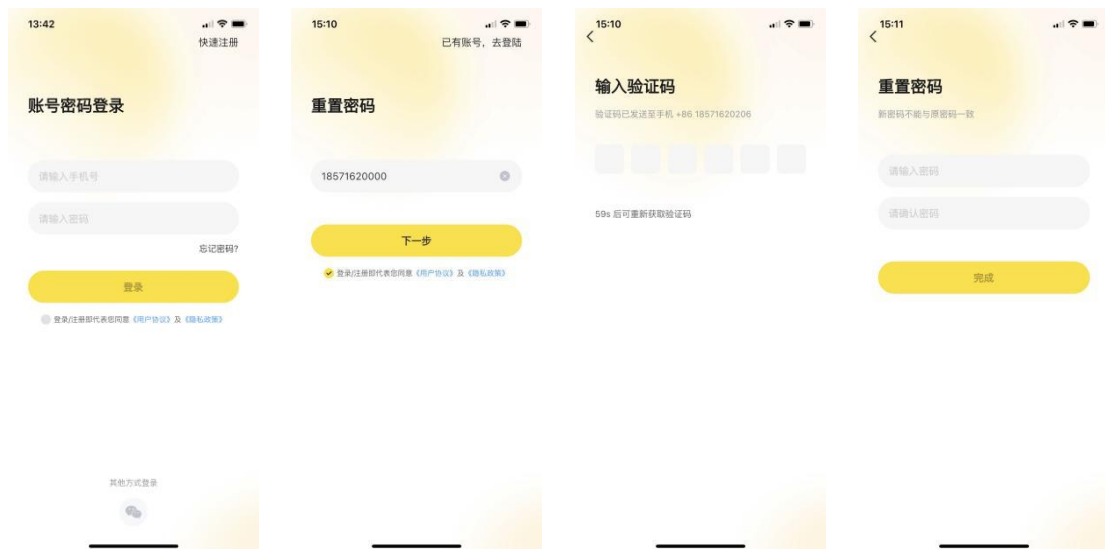 13:42
快速注册
账号密码登录
请输入手机号
请输入密码
忘记密码?
登录
登录/注册即代表您同意《用户协议》及《隐私政策》
其他方式登录
15:10
已有账号，去登陆
重置密码
18571620000
下一步
登录/注册即代表您同意《用户协议》及《隐私政策》
15:10
输入验证码
验证码已发送至手机 +86 18571620206
59s 后可重新获取验证码
15:11
重置密码
新密码不能与原密码一致
请输入密码
请确认密码
完成